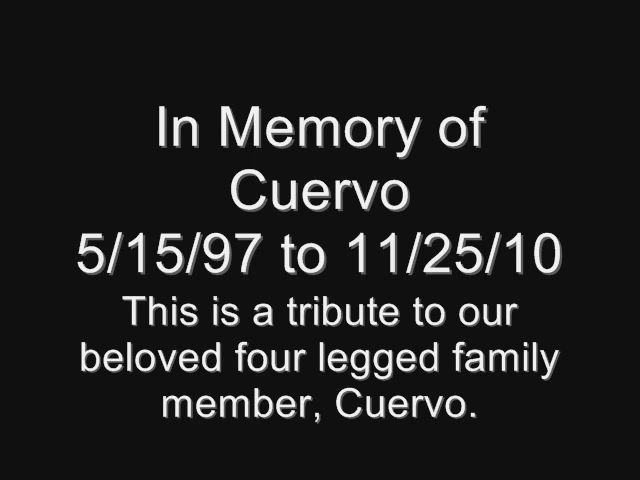 In Memory of
Cuervo
5/15/97 to 11/25/10
This is a tribute to our
beloved four legged family
member, Cuervo.